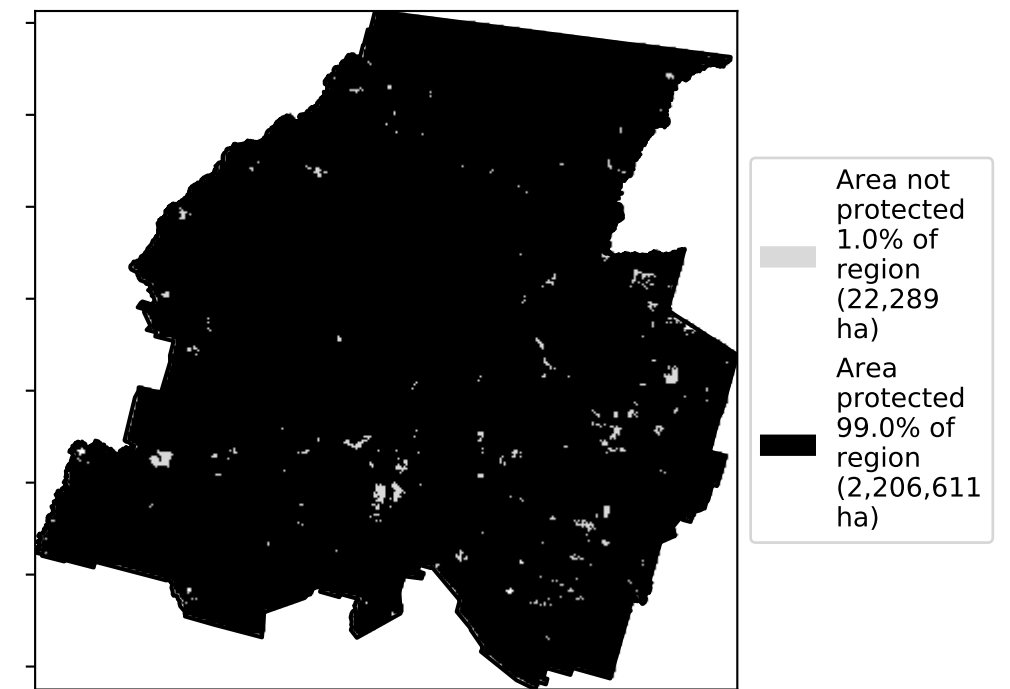 Area not
protected
1.0% of
region
(22,289
ha)
Area
protected
99.0% of
region
(2,206,611
ha)